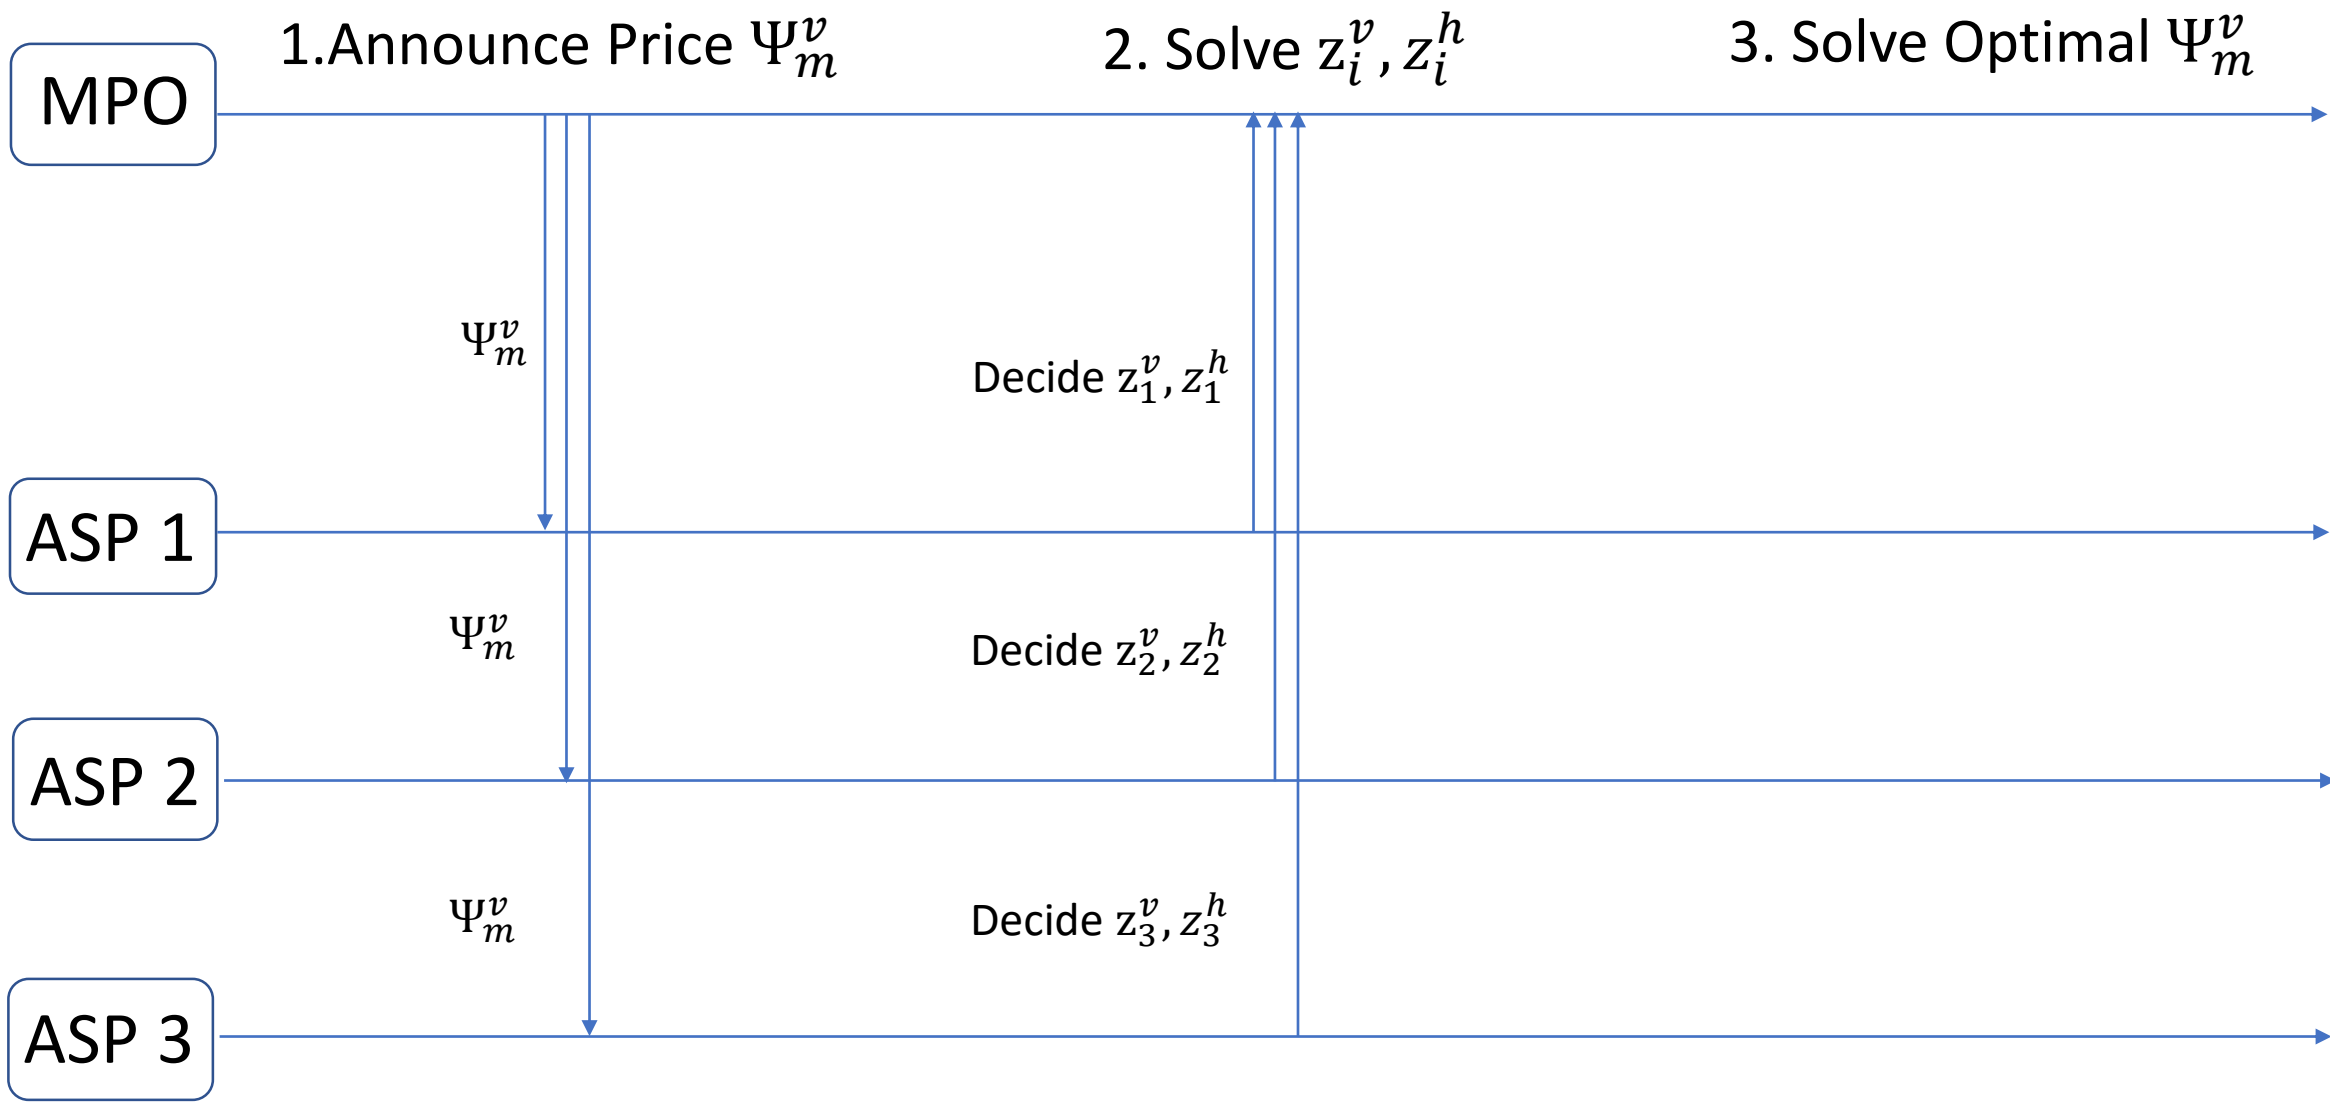 1.Announce Price Ψ_m^v
2. Solve z_i^v, z_i^h
3. Solve Optimal Ψ_m^v
MPO
Ψ_m^v
Decide z_1^v, z_1^h
ASP 1
Ψ_m^v
Decide z_2^v, z_2^h
ASP 2
Ψ_m^v
Decide z_3^v, z_3^h
ASP 3